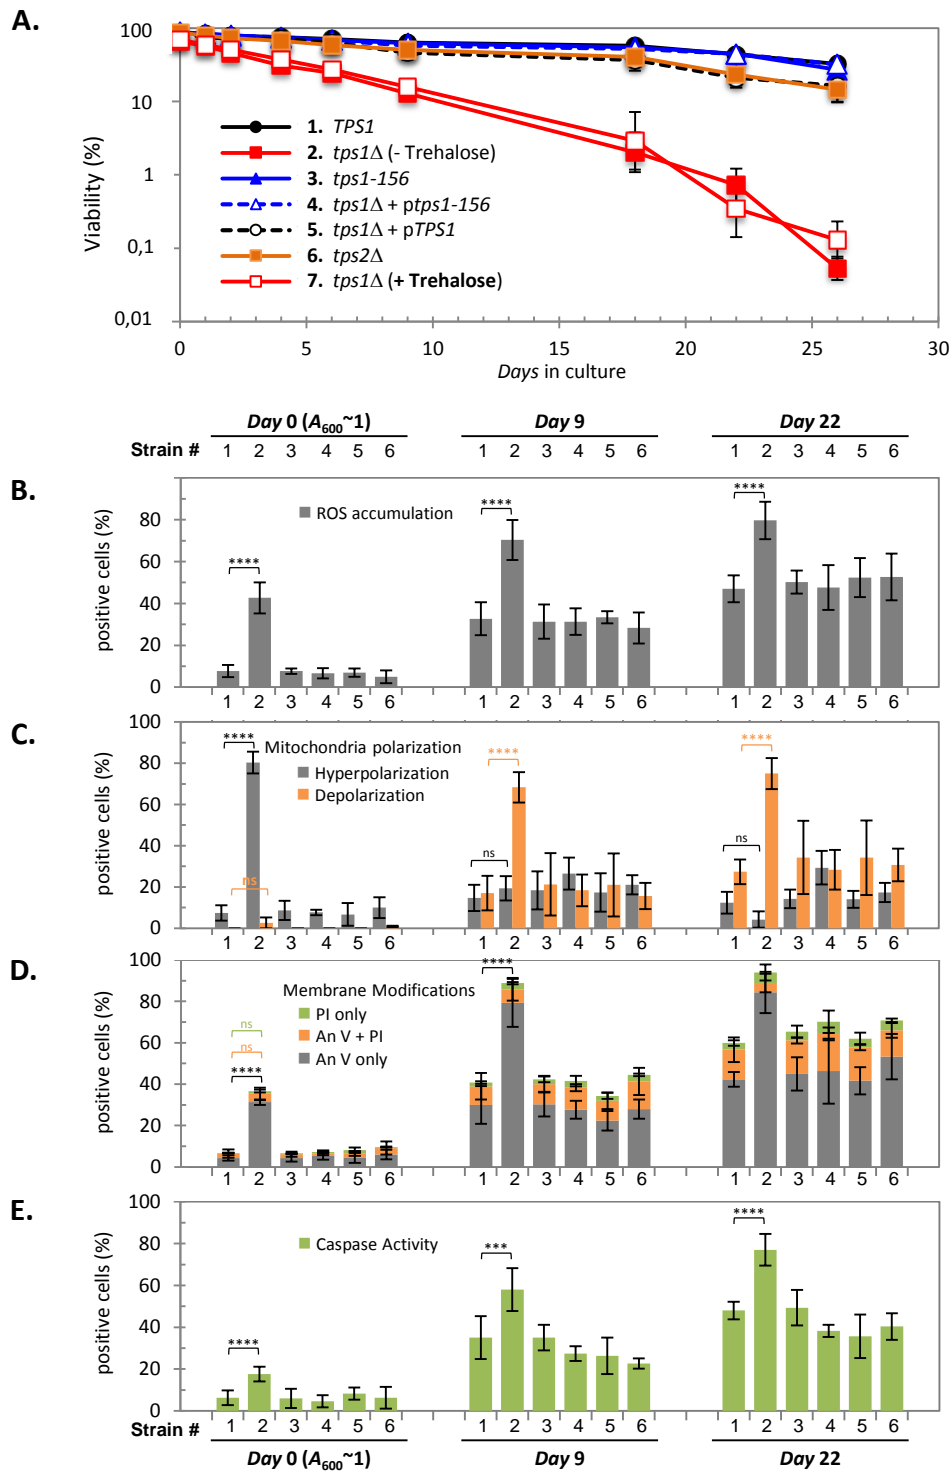 A.
100
10
1
0,1
0,01
Viability (%)
1. TPS1
2. tps1Δ (- Trehalose)
3. tps1-156
4. tps1Δ + ptps1-156
5. tps1Δ + pTPS1
6. tps2Δ
7. tps1Δ (+ Trehalose)
0 5 10 15 20 25 30
Days in culture
Day 0 (A600~1) Day 9 Day 22
Strain # 1 2 3 4 5 6 1 2 3 4 5 6 1 2 3 4 5 6
B.
positive cells (%)
80
60
40
20
0
ROS accumulation
**** **** ****
1 2 3 4 5 6 1 2 3 4 5 6 1 2 3 4 5 6
C.
positive cells (%)
100
80
60
40
20
0
Mitochondria polarization
Hyperpolarization
Depolarization
**** **** ****
ns ns ns
1 2 3 4 5 6 1 2 3 4 5 6 1 2 3 4 5 6
D.
positive cells (%)
100
80
60
40
20
0
Membrane Modifications
PI only
An V + PI
An V only
ns
ns
**** ****
1 2 3 4 5 6 1 2 3 4 5 6 1 2 3 4 5 6
E.
positive cells (%)
100
80
60
40
20
0
Caspase Activity
**** *** ****
Strain # 1 2 3 4 5 6 1 2 3 4 5 6 1 2 3 4 5 6
Day 0 (A600~1) Day 9 Day 22